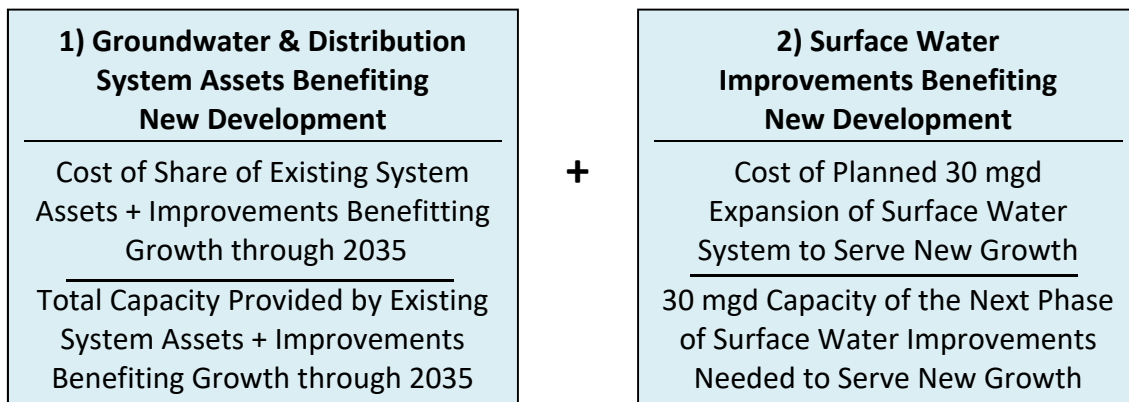 1) Groundwater & Distribution
System Assets Benefiting
New Development
Cost of Share of Existing System
Assets + Improvements Benefitting
Growth through 2035
Total Capacity Provided by Existing
System Assets + Improvements
Benefiting Growth through 2035
+
2) Surface Water
Improvements Benefiting
New Development
Cost of Planned 30 mgd
Expansion of Surface Water
System to Serve New Growth
30 mgd Capacity of the Next Phase
of Surface Water Improvements
Needed to Serve New Growth